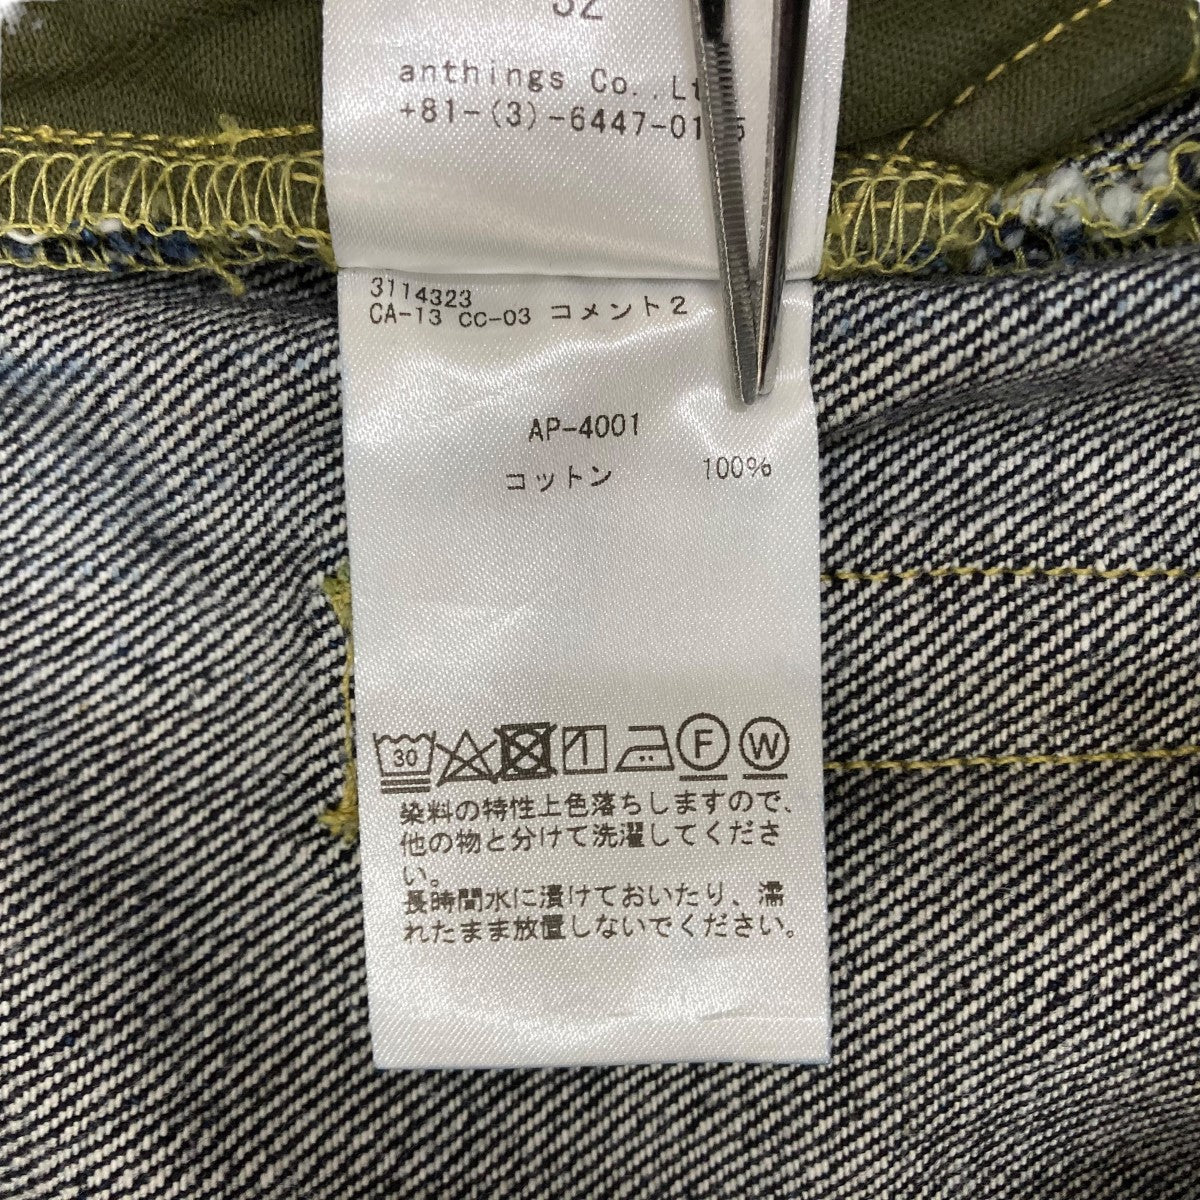 32
anthings Co.,Lt
+81-(3)-6447-01 5
3114323
CA-13 CC-03 コメント2
AP-4001
コットン 100%
30 F W
染料の特性上色落ちしますので、
他の物と分けて洗濯してくださ
い。
長時間水に漬けておいたり、濡
れたまま放置しないでください。